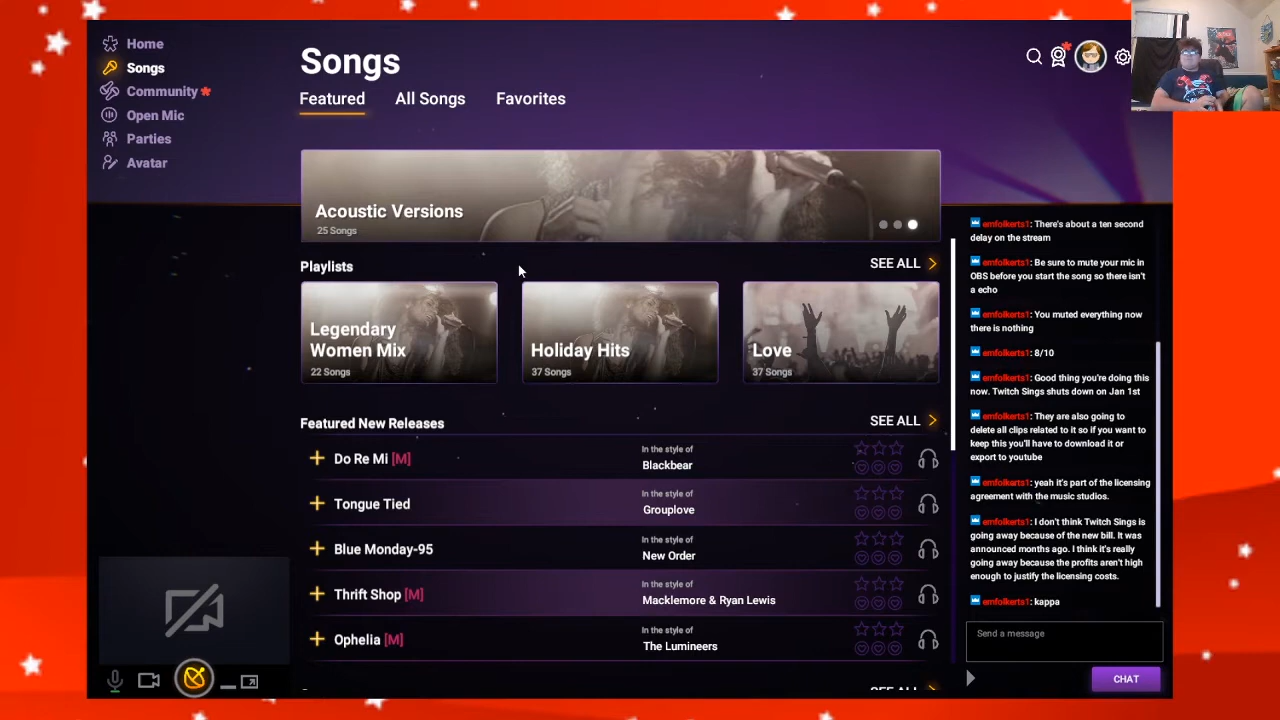 Home
Songs
Community
Open Mic
Parties
Avatar
Songs
Featured
All Songs
Favorites
Acoustic Versions
25 Songs
Playlists
SEE ALL
Legendary
Women Mix
22 Songs
Holiday Hits
37 Songs
Love
37 Songs
Featured New Releases
SEE ALL
Do Re Mi [M]
In the style of
Blackbear
Tongue Tied
In the style of
Grouplove
Blue Monday-95
In the style of
New Order
Thrift Shop [M]
In the style of
Macklemore & Ryan Lewis
Ophelia [M]
In the style of
The Lumineers
SEE ALL
emfolkerts1: There's about a ten second
delay on the stream
emfolkerts1: Be sure to mute your mic in
OBS before you start the song so there isn't
a echo
emfolkerts1: You muted everything now
there is nothing
emfolkerts1: 8/10
emfolkerts1: Good thing you're doing this
now. Twitch Sings shuts down on Jan 1st
emfolkerts1: They are also going to
delete all clips related to it so if you want to
keep this you'll have to download it or
export to youtube
emfolkerts1: yeah it's part of the licensing
agreement with the music studios.
emfolkerts1: I don't think Twitch Sings is
going away because of the new bill. It was
announced months ago. I think it's really
going away because the profits aren't high
enough to justify the licensing costs.
emfolkerts1: kappa
Send a message
CHAT